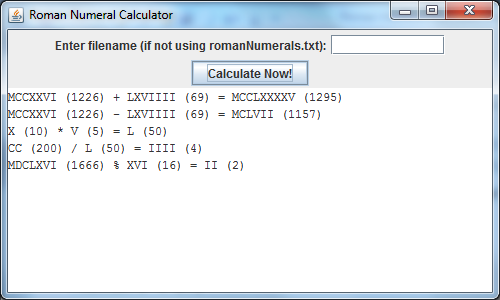 Roman Numeral Calculator
Enter filename (if not using romanNumerals.txt):
Calculate Now!
MCCXXVI (1226) + LXVIIII (69) = MCCLXXXXV (1295)
MCCXXVI (1226) - LXVIIII (69) = MCLVII (1157)
X (10) * V (5) = L (50)
CC (200) / L (50) = IIII (4)
MDCLXVI (1666) % XVI (16) = II (2)